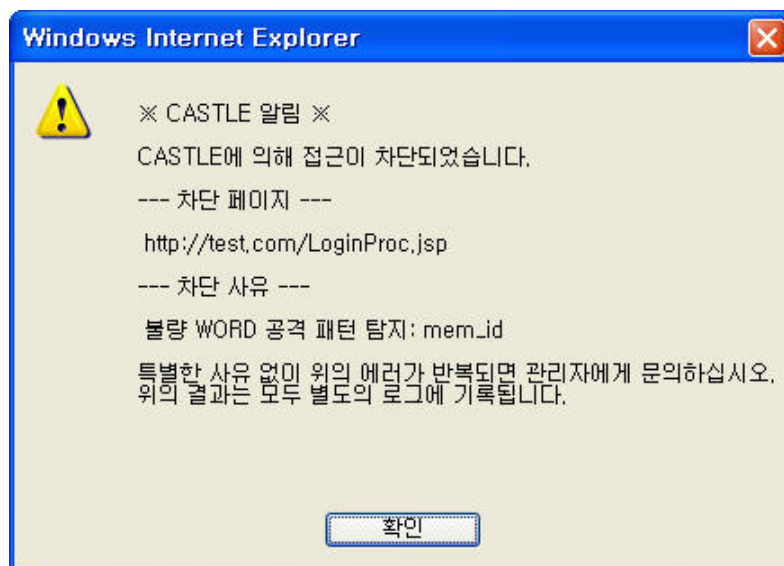 Windows Internet Explorer
※ CASTLE 알림 ※
CASTLE에 의해 접근이 차단되었습니다.
--- 차단 페이지 ---
http://test.com/LoginProc.jsp
--- 차단 사유 ---
불량 WORD 공격 패턴 탐지: mem_id
특별한 사유 없이 위의 에러가 반복되면 관리자에게 문의하십시오.
위의 결과는 모두 별도의 로그에 기록됩니다.
확인